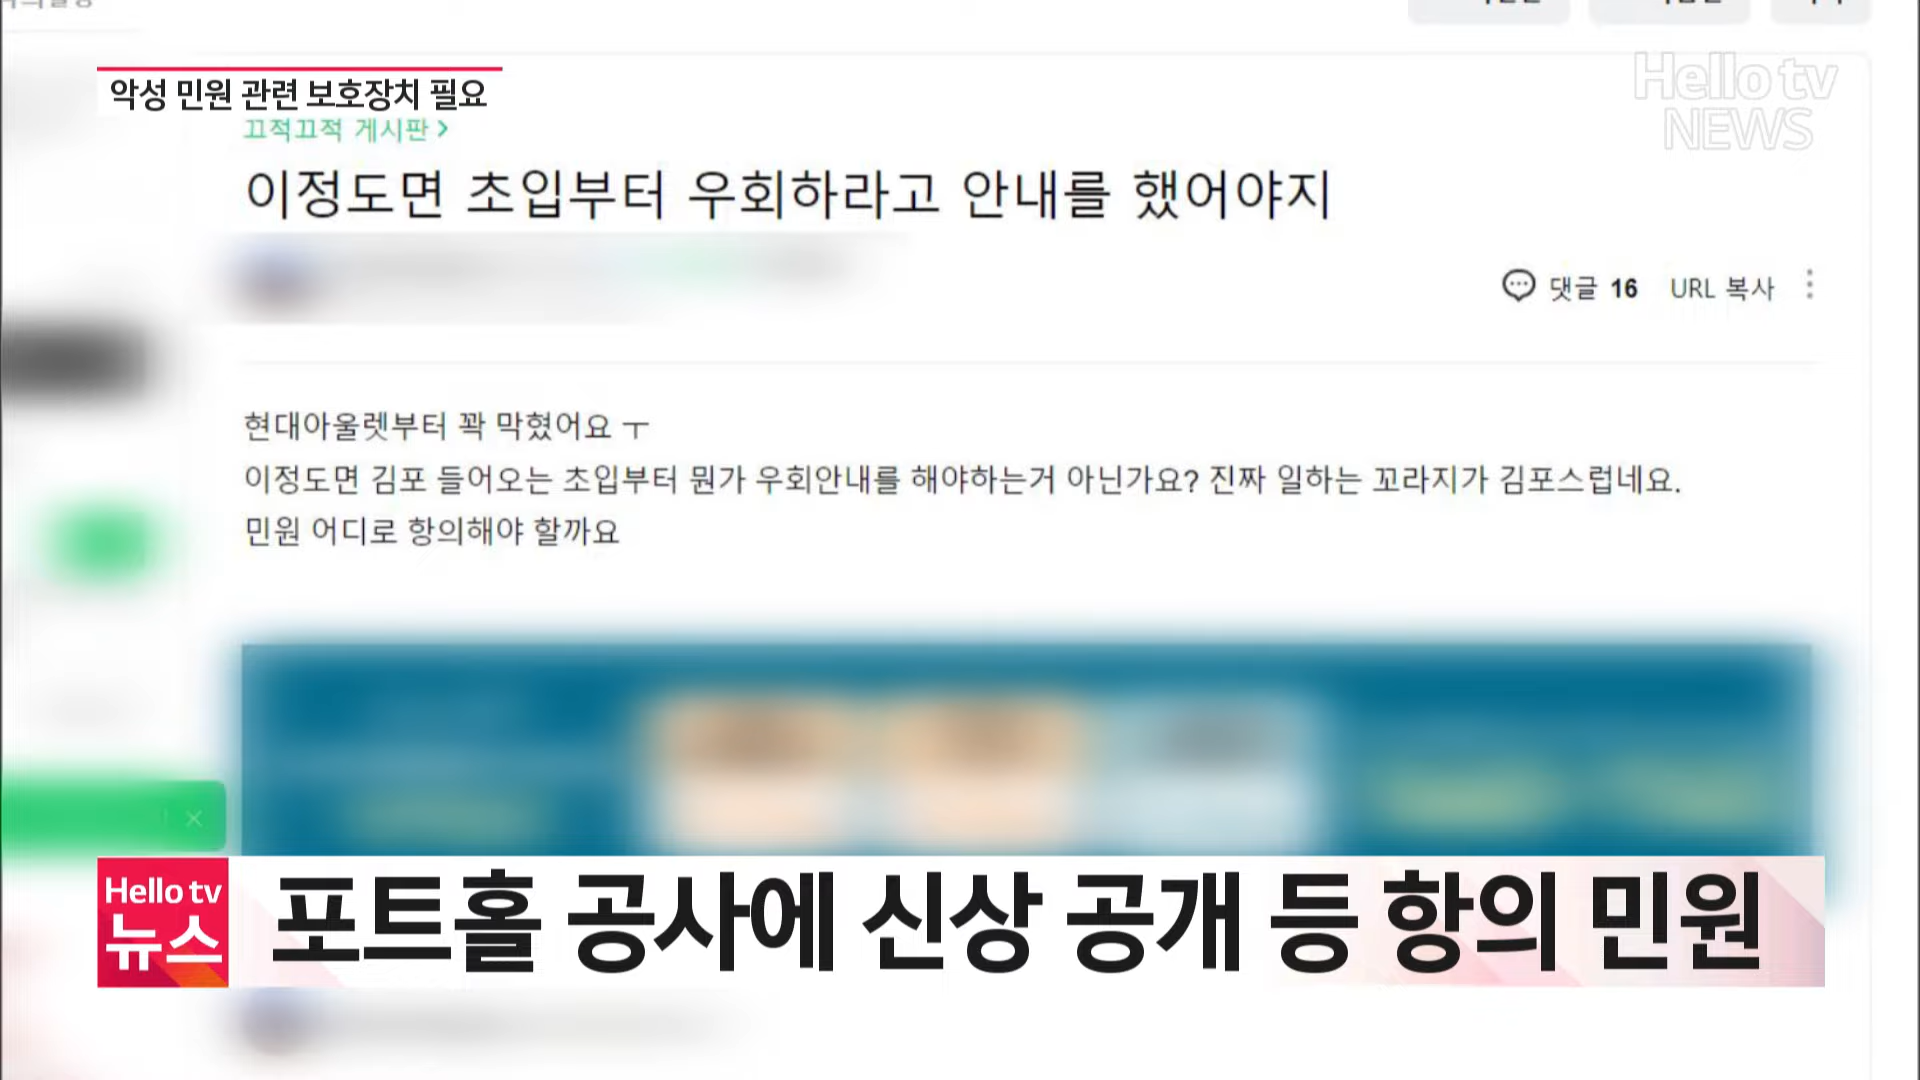 악성 민원 관련 보호장치 필요
Hello tv
NEWS
끄적끄적 게시판 >
이정도면 초입부터 우회하라고 안내를 했어야지
댓글 16 URL 복사
현대아울렛부터 꽉 막혔어요 ㅜ
이정도면 김포 들어오는 초입부터 뭔가 우회안내를 해야하는거 아닌가요? 진짜 일하는 꼬라지가 김포스럽네요.
민원 어디로 항의해야 할까요
Hello tv
뉴스
포트홀 공사에 신상 공개 등 항의 민원